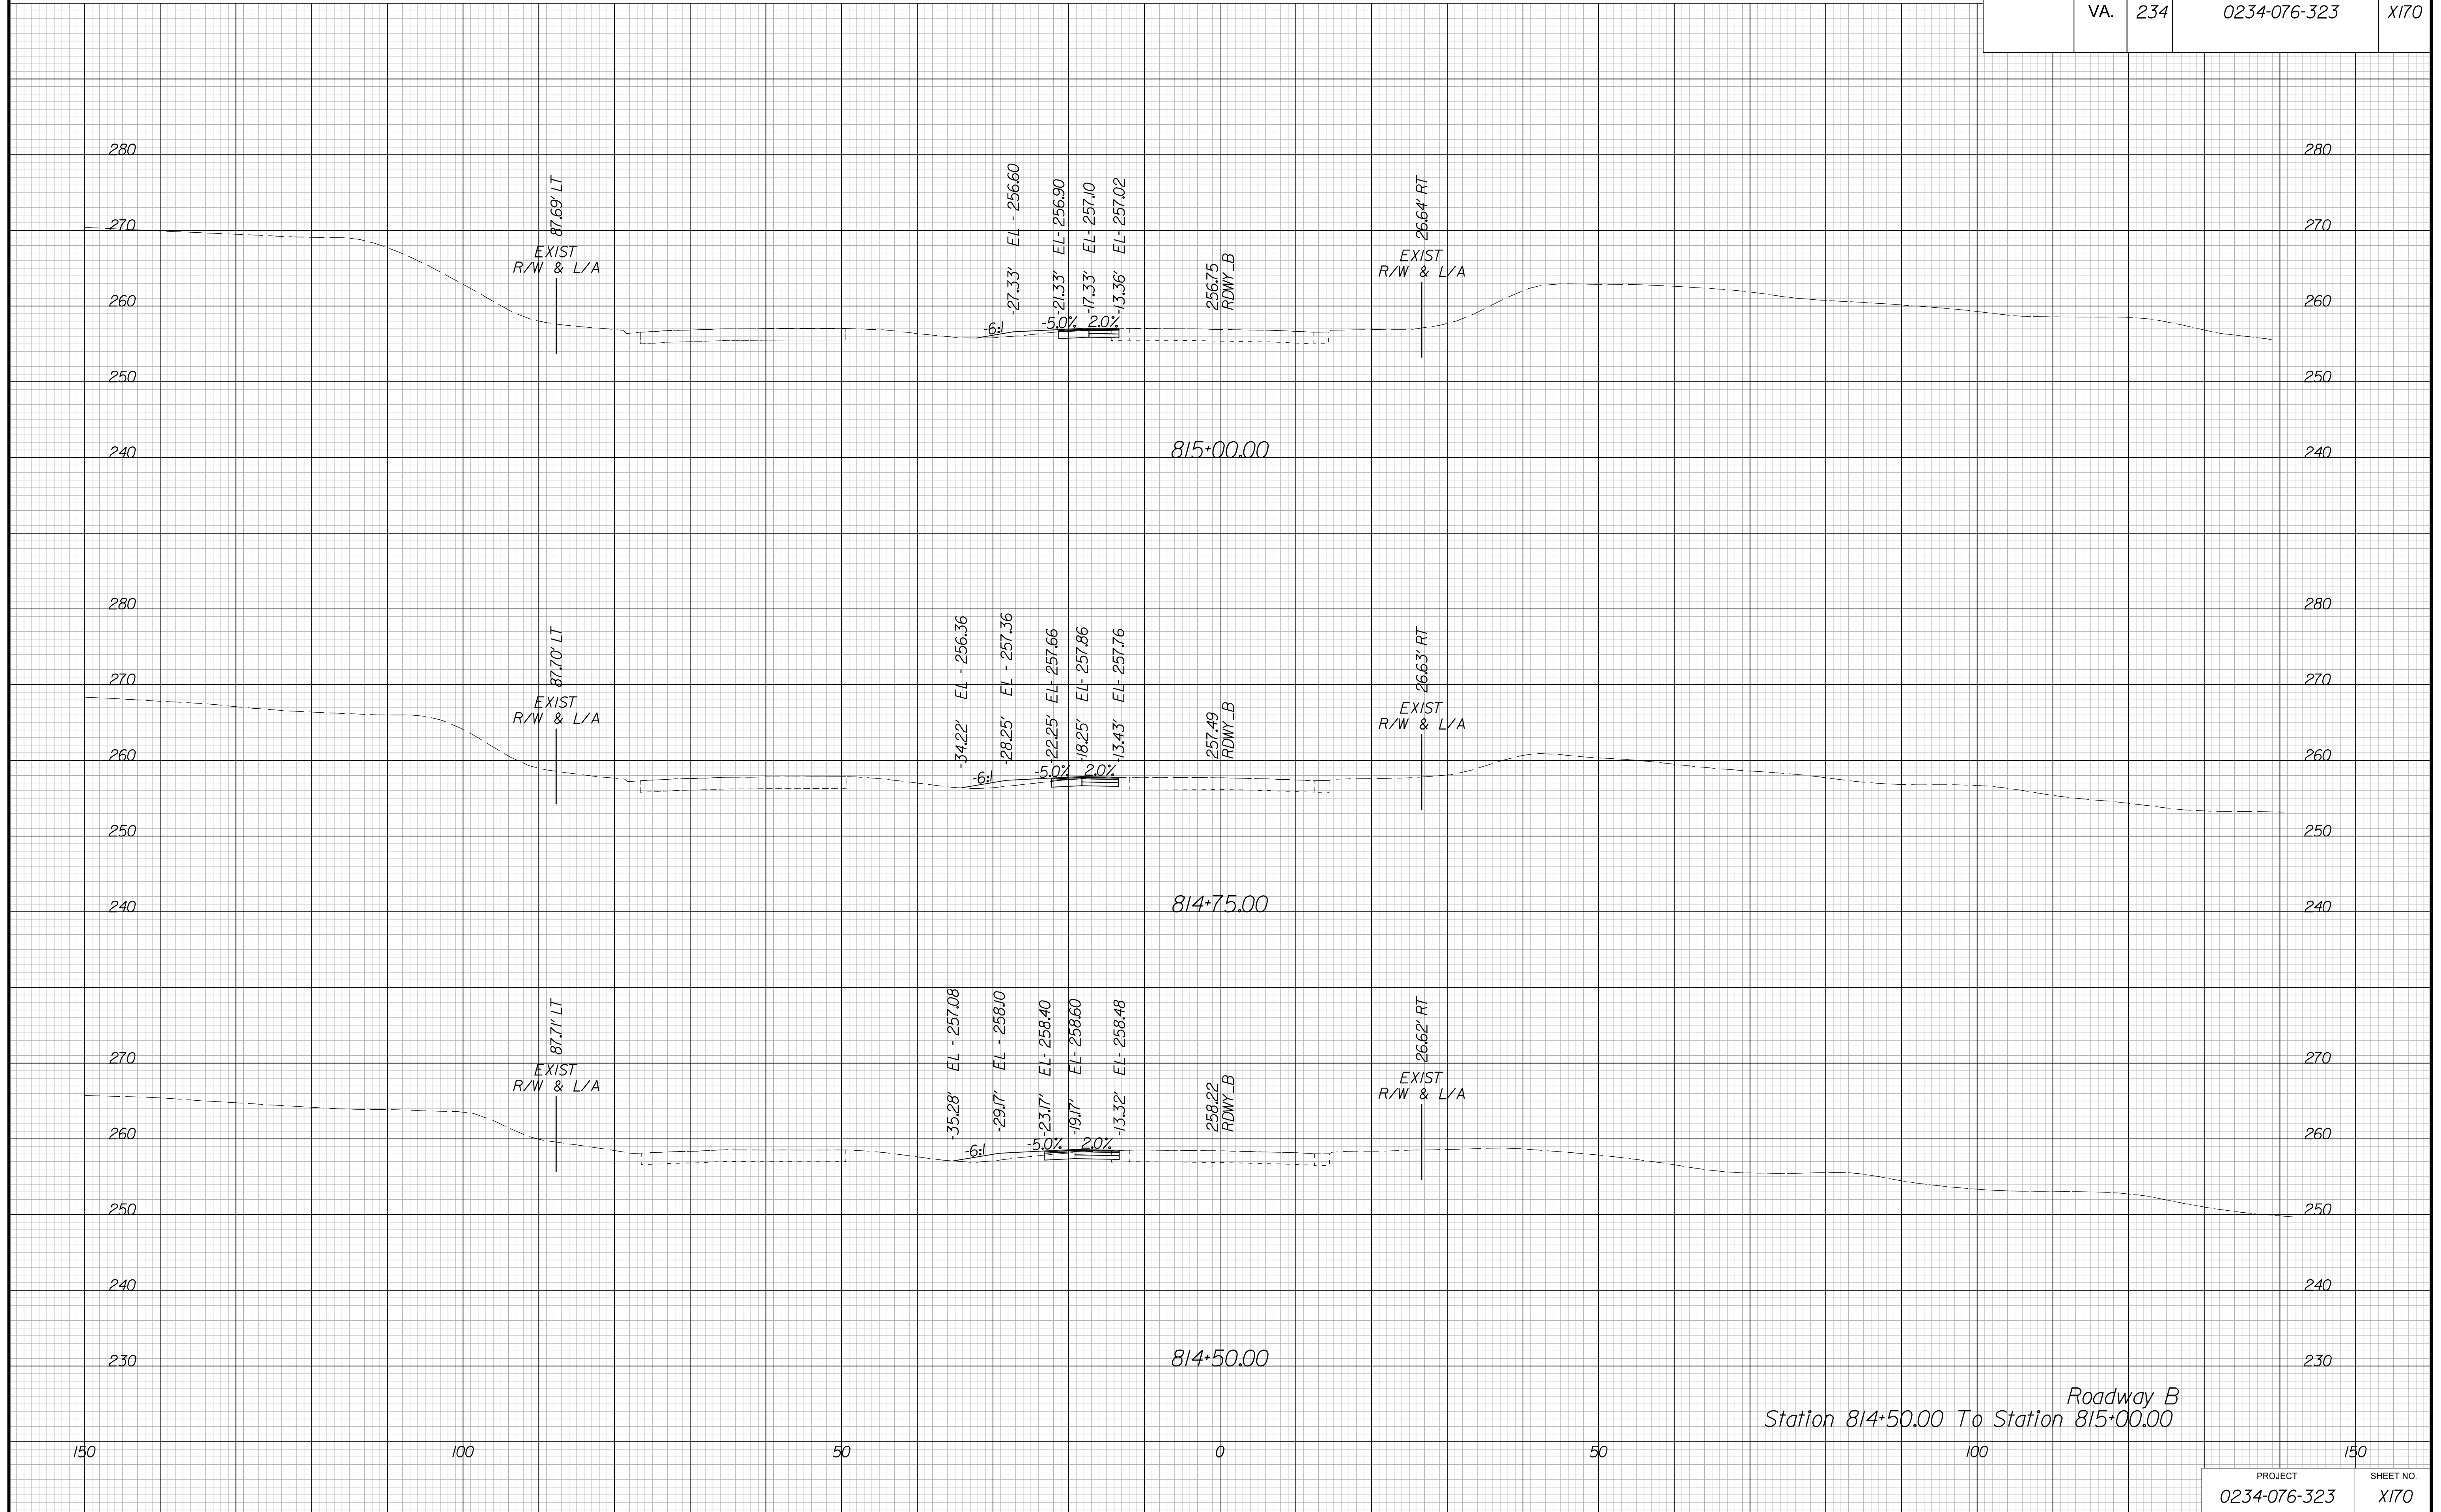 VA. 234 0234-076-323 X170
280 280
87.69' LT
-27.33' EL - 256.60
-21.33' EL - 256.90
-17.33' EL - 257.10
-13.36' EL - 257.02
26.64' RT
270 270
EXIST
R/W & L/A
256.75
RDWY_B
EXIST
R/W & L/A
260 260
-6:1 -5.0% 2.0%
250 250
240 815+00.00 240
280 280
87.70' LT
-34.22' EL - 256.36
-28.25' EL - 257.36
-22.25' EL - 257.66
-18.25' EL - 257.86
-13.43' EL - 257.76
26.63' RT
270 270
EXIST
R/W & L/A
257.49
RDWY_B
EXIST
R/W & L/A
260 260
-6:1 -5.0% 2.0%
250 250
240 814+75.00 240
87.71' LT
-35.28' EL - 257.08
-29.17' EL - 258.10
-23.17' EL - 258.40
-19.17' EL - 258.60
-13.32' EL - 258.48
26.62' RT
270 270
EXIST
R/W & L/A
258.22
RDWY_B
EXIST
R/W & L/A
260 260
-6:1 -5.0% 2.0%
250 250
240 240
230 814+50.00 230
Roadway B
Station 814+50.00 To Station 815+00.00
150 100 50 0 50 100 150
PROJECT SHEET NO.
0234-076-323 X170